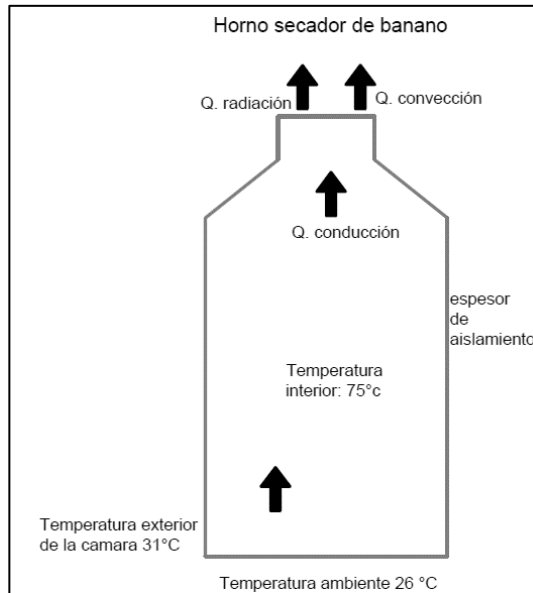 Horno secador de banano
Q. radiación
Q. convección
Q. conducción
espesor
de
aislamiento
Temperatura
interior: 75°c
Temperatura exterior
de la camara 31°C
Temperatura ambiente 26 °C